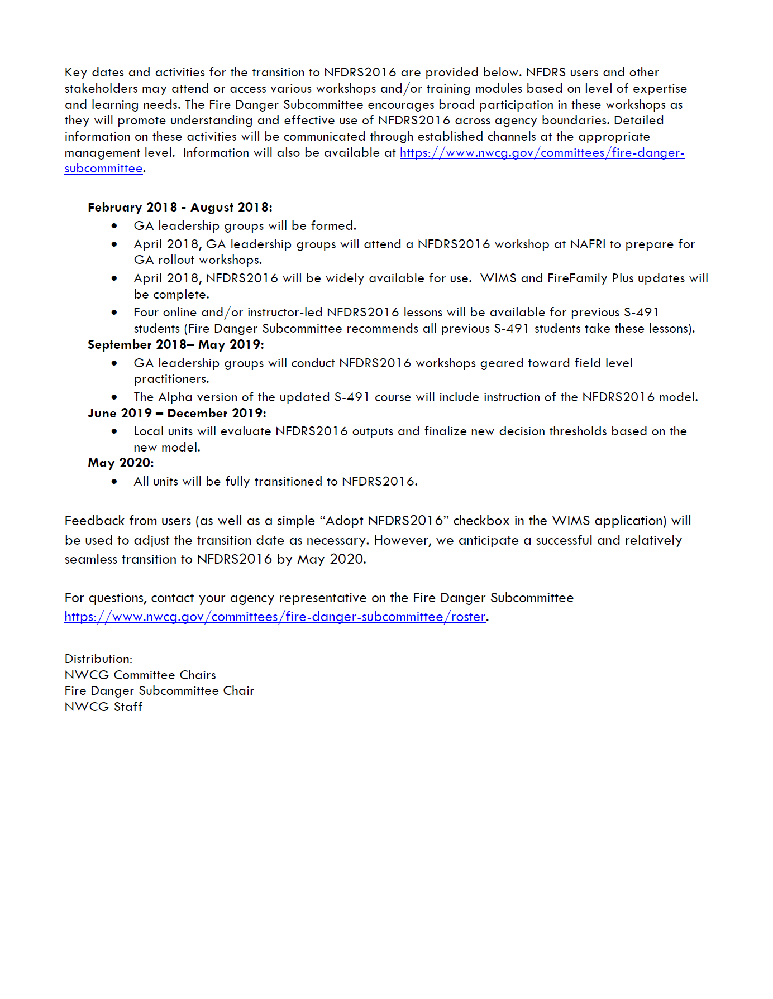 Key dates and activities for the transition to NFDRS2016 are provided below. NFDRS users and other
stakeholders may attend or access various workshops and/or training modules based on level of expertise
and learning needs. The Fire Danger Subcommittee encourages broad participation in these workshops as
they will promote understanding and effective use of NFDRS2016 across agency boundaries. Detailed
information on these activities will be communicated through established channels at the appropriate
management level.  Information will also be available at https://www.nwcg.gov/committees/fire-danger-
subcommittee.
February 2018 - August 2018:
• GA leadership groups will be formed.
• April 2018, GA leadership groups will attend a NFDRS2016 workshop at NAFRI to prepare for
GA rollout workshops.
• April 2018, NFDRS2016 will be widely available for use.  WIMS and FireFamily Plus updates will
be complete.
• Four online and/or instructor-led NFDRS2016 lessons will be available for previous S-491
students (Fire Danger Subcommittee recommends all previous S-491 students take these lessons).
September 2018– May 2019:
• GA leadership groups will conduct NFDRS2016 workshops geared toward field level
practitioners.
• The Alpha version of the updated S-491 course will include instruction of the NFDRS2016 model.
June 2019 – December 2019:
• Local units will evaluate NFDRS2016 outputs and finalize new decision thresholds based on the
new model.
May 2020:
• All units will be fully transitioned to NFDRS2016.
Feedback from users (as well as a simple “Adopt NFDRS2016” checkbox in the WIMS application) will
be used to adjust the transition date as necessary. However, we anticipate a successful and relatively
seamless transition to NFDRS2016 by May 2020.
For questions, contact your agency representative on the Fire Danger Subcommittee
https://www.nwcg.gov/committees/fire-danger-subcommittee/roster.
Distribution:
NWCG Committee Chairs
Fire Danger Subcommittee Chair
NWCG Staff